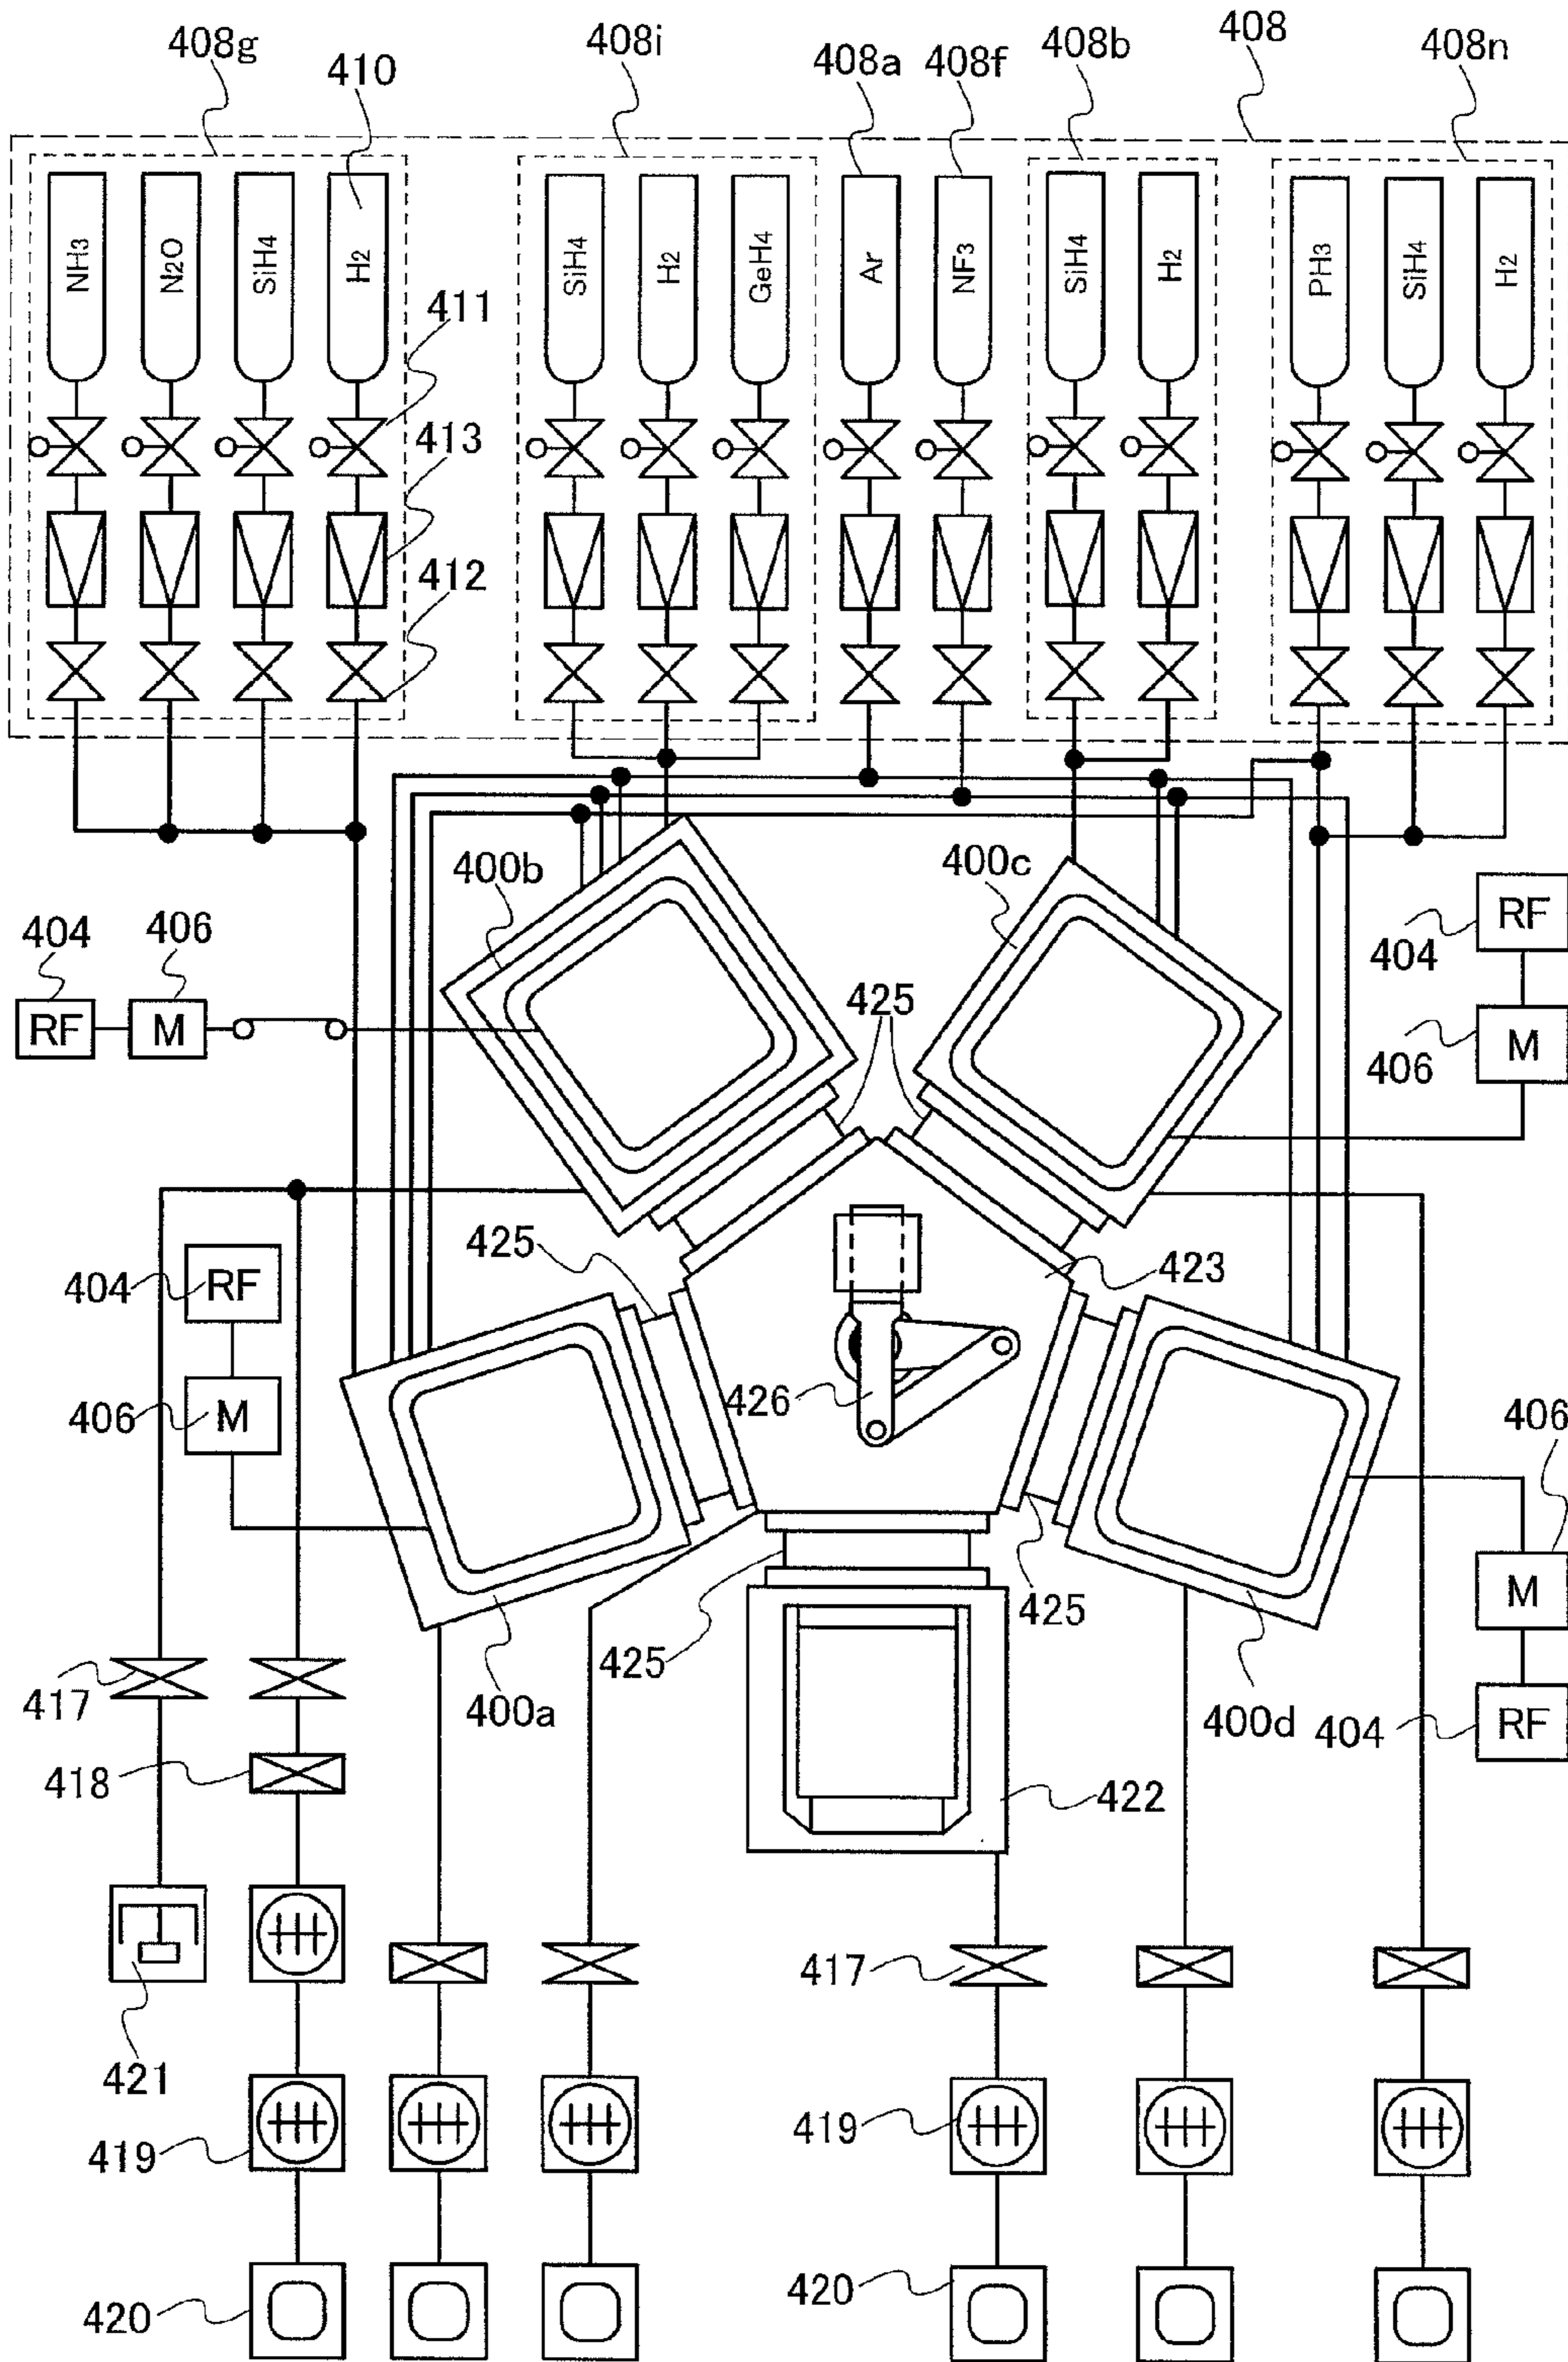 408g
410
408i
408a
408f
408b
408
408n
NH3
N2O
SiH4
H2
SiH4
H2
GeH4
Ar
NF3
SiH4
H2
PH3
SiH4
H2
411
413
412
400b
400c
RF
404
404
406
RF
M
425
M
406
425
423
404
RF
406
M
426
406
M
425
425
417
400a
400d
404
RF
418
422
417
421
419
419
420
420